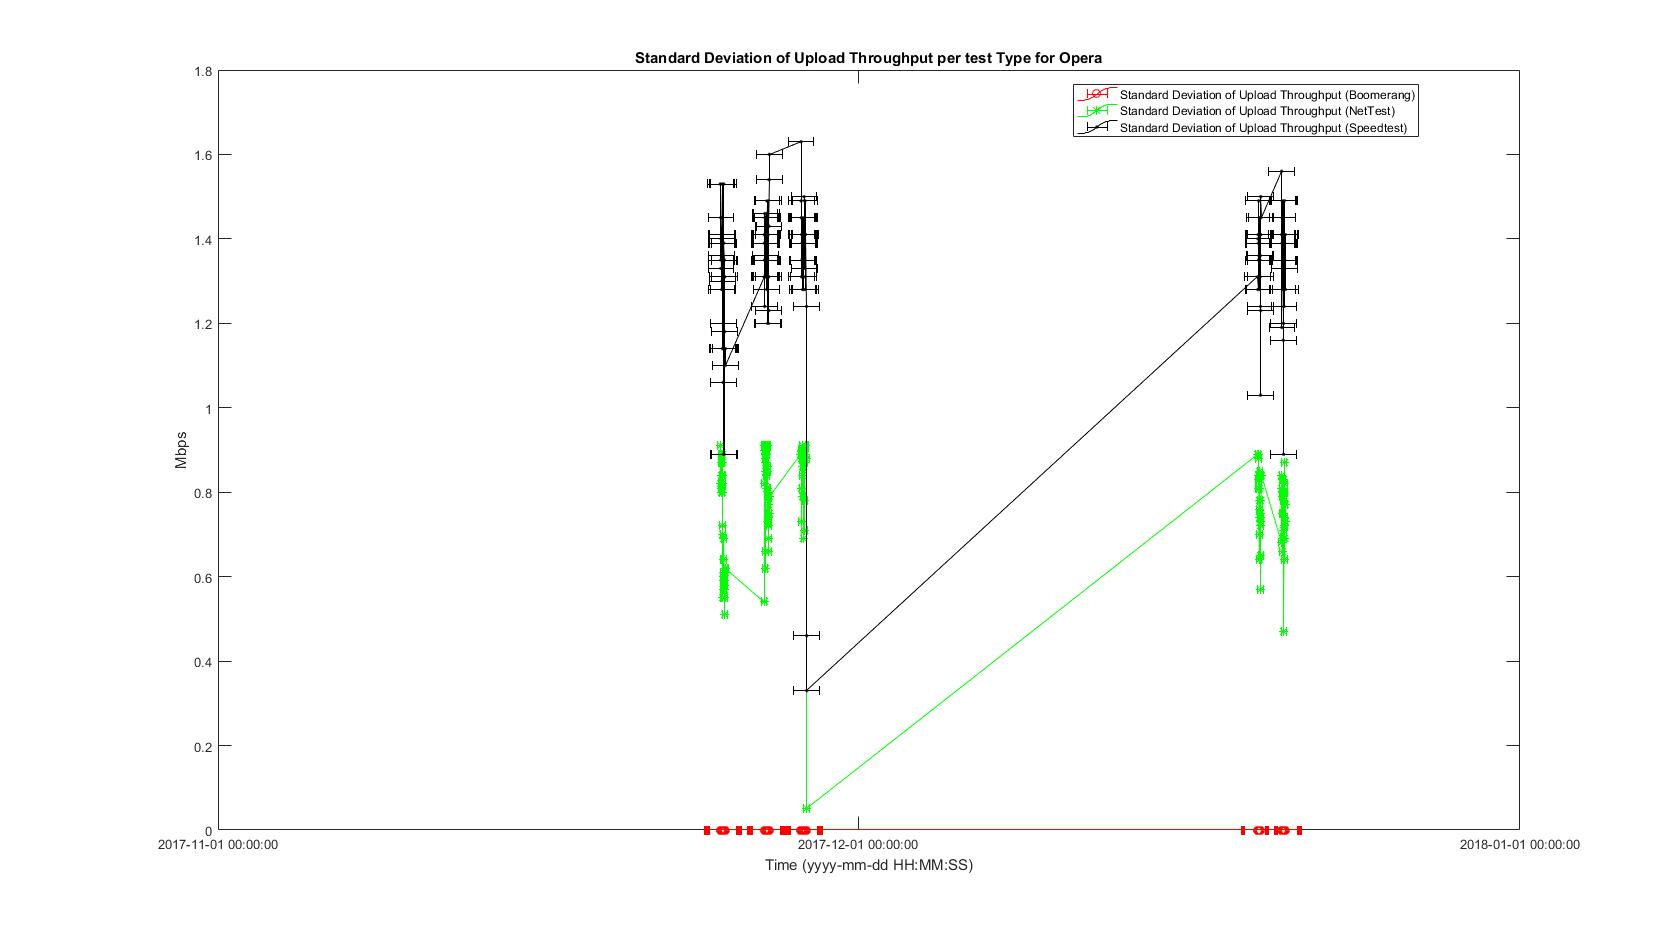 Standard Deviation of Upload Throughput per test Type for Opera
1.8
1.6
1.4
1.2
1
0.8
0.6
0.4
0.2
0
Mbps
Standard Deviation of Upload Throughput (Boomerang)
Standard Deviation of Upload Throughput (NetTest)
Standard Deviation of Upload Throughput (Speedtest)
2017-11-01 00:00:00 2017-12-01 00:00:00 2018-01-01 00:00:00
Time (yyyy-mm-dd HH:MM:SS)